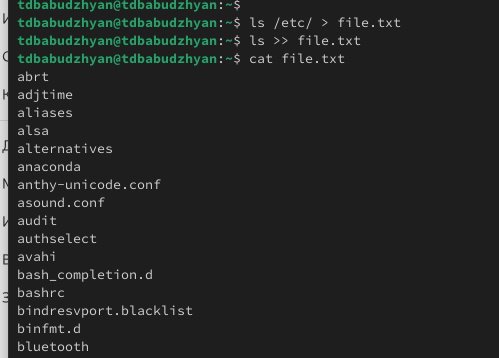 tdbabudzhyan@tdbabudzhyan:~$
tdbabudzhyan@tdbabudzhyan:~$ ls /etc/ > file.txt
tdbabudzhyan@tdbabudzhyan:~$ ls >> file.txt
tdbabudzhyan@tdbabudzhyan:~$ cat file.txt
abrt
adjtime
aliases
alsa
alternatives
anaconda
anthy-unicode.conf
asound.conf
audit
authselect
avahi
bash_completion.d
bashrc
bindresvport.blacklist
binfmt.d
bluetooth